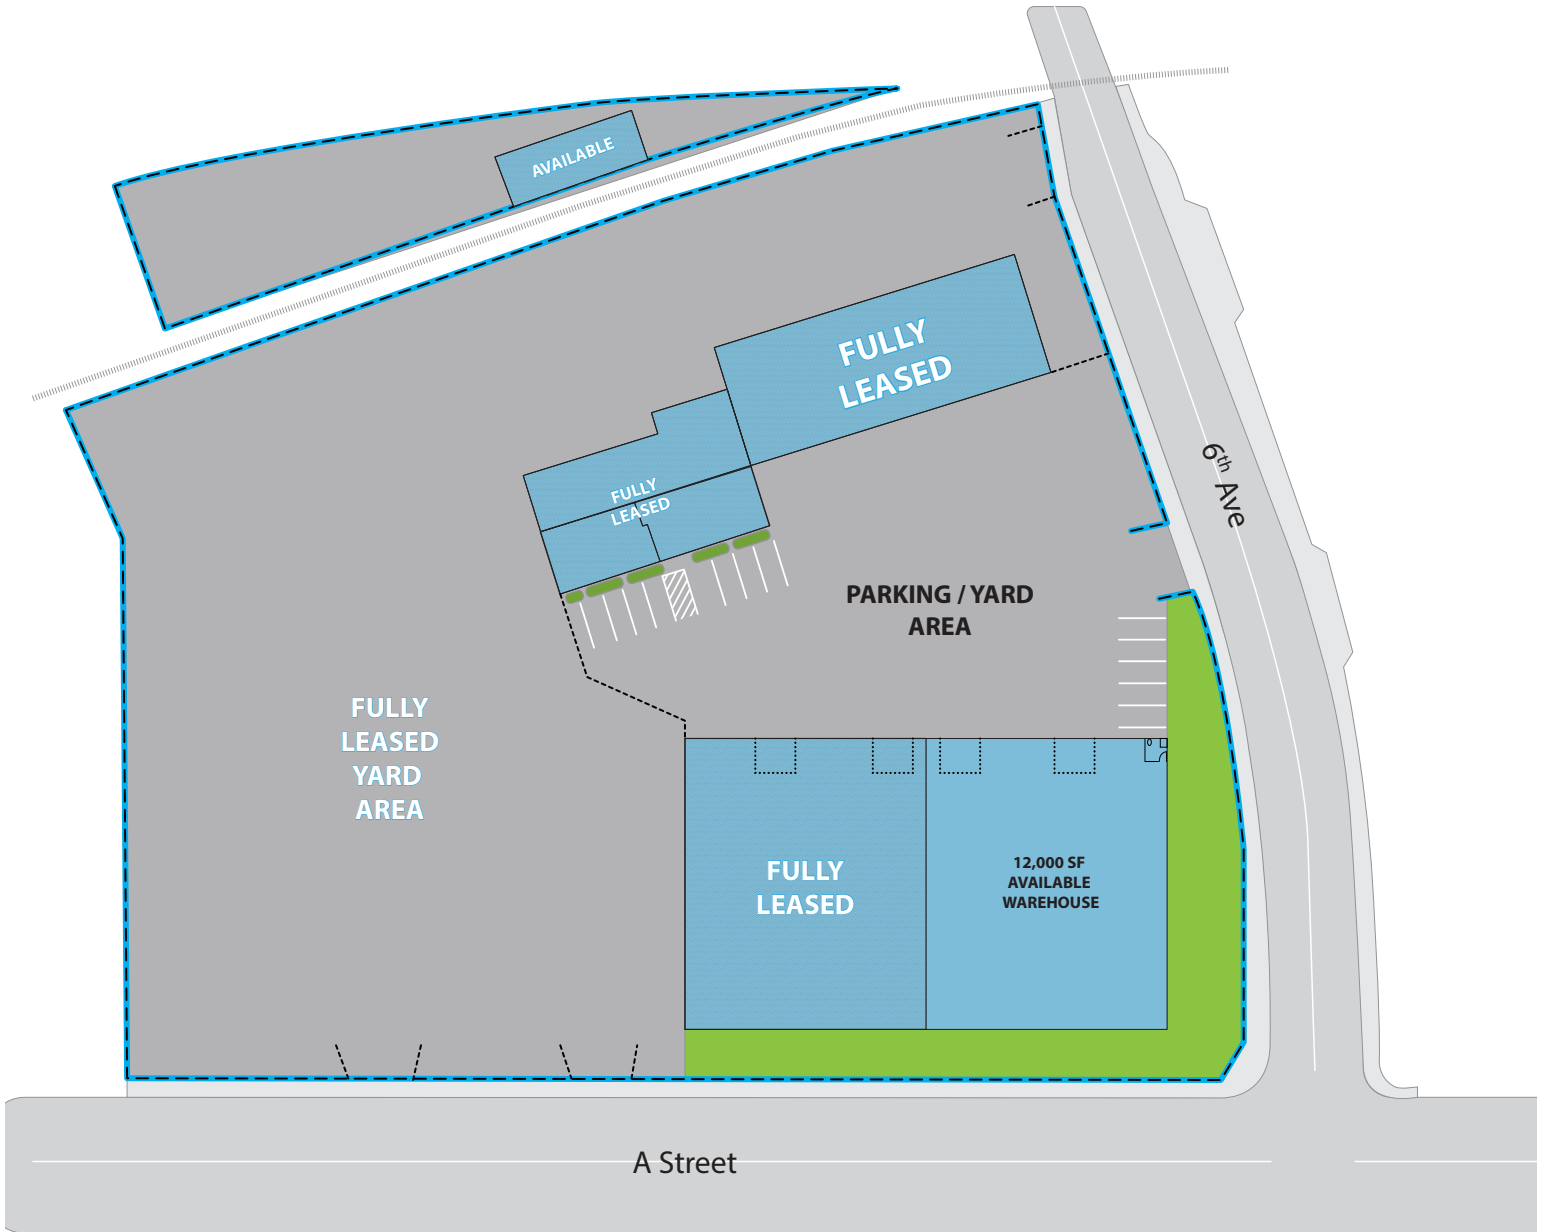 AVAILABLE
FULLY
LEASED
FULLY
LEASED
6th Ave
PARKING / YARD
AREA
FULLY
LEASED
YARD
AREA
FULLY
LEASED
12,000 SF
AVAILABLE
WAREHOUSE
A Street